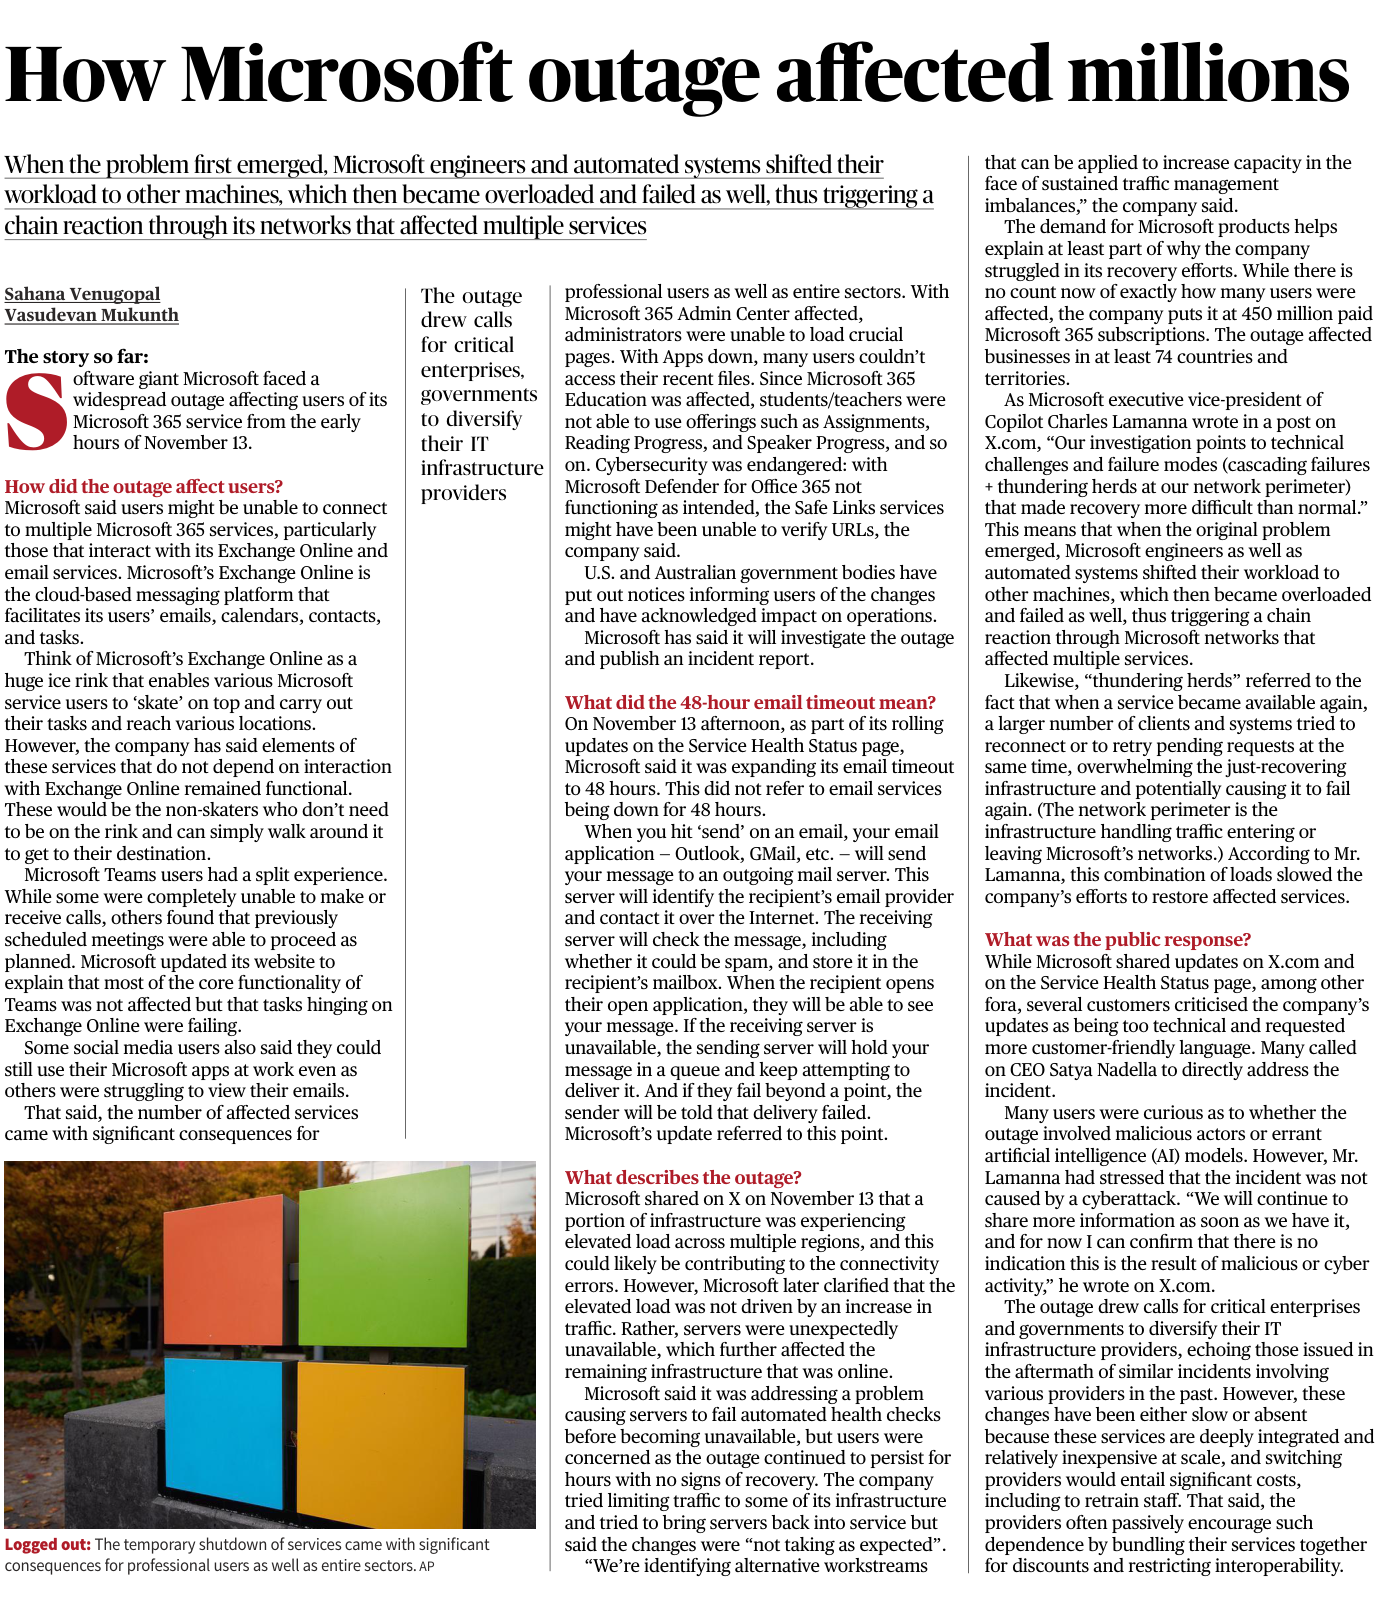 How Microsoft outage affected millions
When the problem first emerged, Microsoft engineers and automated systems shifted their
workload to other machines, which then became overloaded and failed as well, thus triggering a
chain reaction through its networks that affected multiple services
Sahana Venugopal
Vasudevan Mukunth
The story so far:
Software giant Microsoft faced a
widespread outage affecting users of its
Microsoft 365 service from the early
hours of November 13.
How did the outage affect users?
Microsoft said users might be unable to connect
to multiple Microsoft 365 services, particularly
those that interact with its Exchange Online and
email services. Microsoft’s Exchange Online is
the cloud-based messaging platform that
facilitates its users’ emails, calendars, contacts,
and tasks.
Think of Microsoft’s Exchange Online as a
huge ice rink that enables various Microsoft
service users to ‘skate’ on top and carry out
their tasks and reach various locations.
However, the company has said elements of
these services that do not depend on interaction
with Exchange Online remained functional.
These would be the non-skaters who don’t need
to be on the rink and can simply walk around it
to get to their destination.
Microsoft Teams users had a split experience.
While some were completely unable to make or
receive calls, others found that previously
scheduled meetings were able to proceed as
planned. Microsoft updated its website to
explain that most of the core functionality of
Teams was not affected but that tasks hinging on
Exchange Online were failing.
Some social media users also said they could
still use their Microsoft apps at work even as
others were struggling to view their emails.
That said, the number of affected services
came with significant consequences for
The outage
drew calls
for critical
enterprises,
governments
to diversify
their IT
infrastructure
providers
Logged out: The temporary shutdown of services came with significant
consequences for professional users as well as entire sectors. AP
professional users as well as entire sectors. With
Microsoft 365 Admin Center affected,
administrators were unable to load crucial
pages. With Apps down, many users couldn’t
access their recent files. Since Microsoft 365
Education was affected, students/teachers were
not able to use offerings such as Assignments,
Reading Progress, and Speaker Progress, and so
on. Cybersecurity was endangered: with
Microsoft Defender for Office 365 not
functioning as intended, the Safe Links services
might have been unable to verify URLs, the
company said.
U.S. and Australian government bodies have
put out notices informing users of the changes
and have acknowledged impact on operations.
Microsoft has said it will investigate the outage
and publish an incident report.
What did the 48-hour email timeout mean?
On November 13 afternoon, as part of its rolling
updates on the Service Health Status page,
Microsoft said it was expanding its email timeout
to 48 hours. This did not refer to email services
being down for 48 hours.
When you hit ‘send’ on an email, your email
application – Outlook, GMail, etc. – will send
your message to an outgoing mail server. This
server will identify the recipient’s email provider
and contact it over the Internet. The receiving
server will check the message, including
whether it could be spam, and store it in the
recipient’s mailbox. When the recipient opens
their open application, they will be able to see
your message. If the receiving server is
unavailable, the sending server will hold your
message in a queue and keep attempting to
deliver it. And if they fail beyond a point, the
sender will be told that delivery failed.
Microsoft’s update referred to this point.
What describes the outage?
Microsoft shared on X on November 13 that a
portion of infrastructure was experiencing
elevated load across multiple regions, and this
could likely be contributing to the connectivity
errors. However, Microsoft later clarified that the
elevated load was not driven by an increase in
traffic. Rather, servers were unexpectedly
unavailable, which further affected the
remaining infrastructure that was online.
Microsoft said it was addressing a problem
causing servers to fail automated health checks
before becoming unavailable, but users were
concerned as the outage continued to persist for
hours with no signs of recovery. The company
tried limiting traffic to some of its infrastructure
and tried to bring servers back into service but
said the changes were “not taking as expected”.
“We’re identifying alternative workstreams
that can be applied to increase capacity in the
face of sustained traffic management
imbalances,” the company said.
The demand for Microsoft products helps
explain at least part of why the company
struggled in its recovery efforts. While there is
no count now of exactly how many users were
affected, the company puts it at 450 million paid
Microsoft 365 subscriptions. The outage affected
businesses in at least 74 countries and
territories.
As Microsoft executive vice-president of
Copilot Charles Lamanna wrote in a post on
X.com, “Our investigation points to technical
challenges and failure modes (cascading failures
+ thundering herds at our network perimeter)
that made recovery more difficult than normal.”
This means that when the original problem
emerged, Microsoft engineers as well as
automated systems shifted their workload to
other machines, which then became overloaded
and failed as well, thus triggering a chain
reaction through Microsoft networks that
affected multiple services.
Likewise, “thundering herds” referred to the
fact that when a service became available again,
a larger number of clients and systems tried to
reconnect or to retry pending requests at the
same time, overwhelming the just-recovering
infrastructure and potentially causing it to fail
again. (The network perimeter is the
infrastructure handling traffic entering or
leaving Microsoft’s networks.) According to Mr.
Lamanna, this combination of loads slowed the
company’s efforts to restore affected services.
What was the public response?
While Microsoft shared updates on X.com and
on the Service Health Status page, among other
fora, several customers criticised the company’s
updates as being too technical and requested
more customer-friendly language. Many called
on CEO Satya Nadella to directly address the
incident.
Many users were curious as to whether the
outage involved malicious actors or errant
artificial intelligence (AI) models. However, Mr.
Lamanna had stressed that the incident was not
caused by a cyberattack. “We will continue to
share more information as soon as we have it,
and for now I can confirm that there is no
indication this is the result of malicious or cyber
activity,” he wrote on X.com.
The outage drew calls for critical enterprises
and governments to diversify their IT
infrastructure providers, echoing those issued in
the aftermath of similar incidents involving
various providers in the past. However, these
changes have been either slow or absent
because these services are deeply integrated and
relatively inexpensive at scale, and switching
providers would entail significant costs,
including to retrain staff. That said, the
providers often passively encourage such
dependence by bundling their services together
for discounts and restricting interoperability.